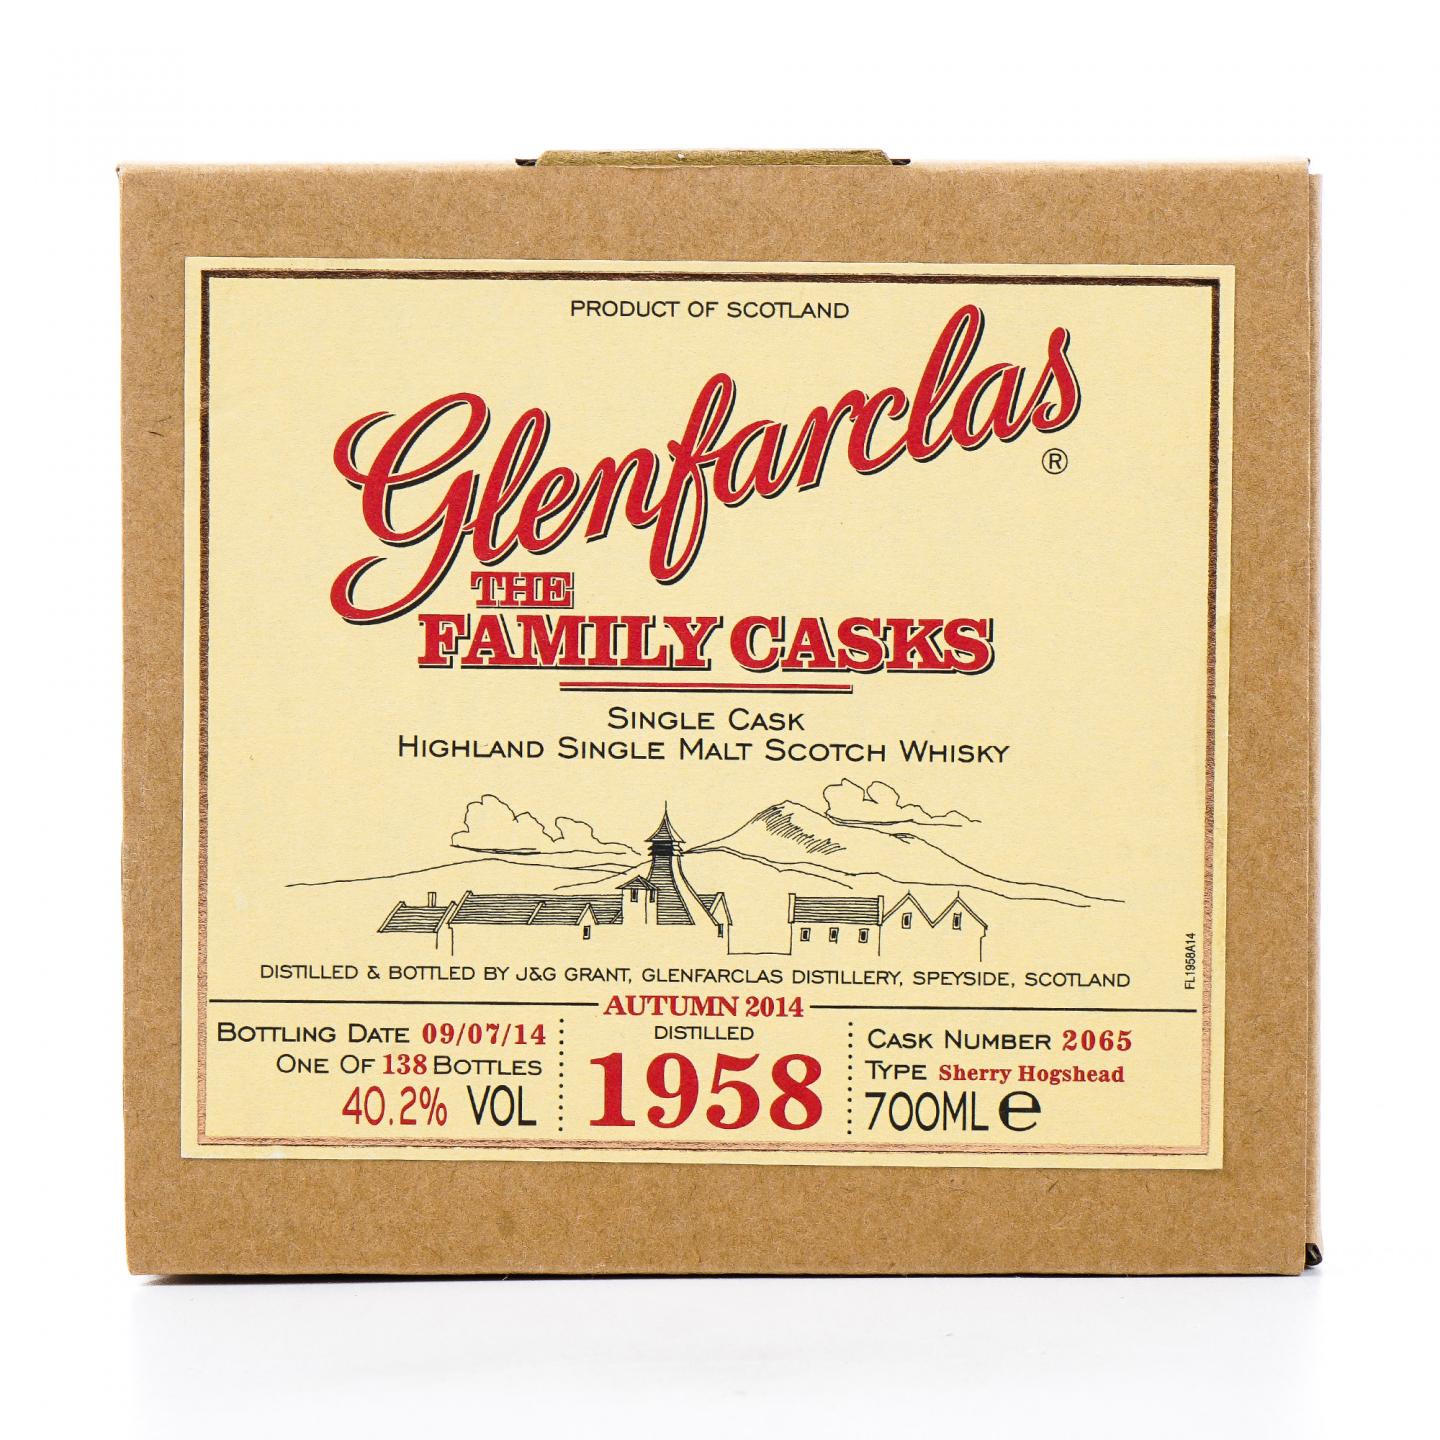 PRODUCT OF SCOTLAND
Glenfarclas
®
THE
FAMILY CASKS
SINGLE CASK
HIGHLAND SINGLE MALT SCOTCH WHISKY
DISTILLED & BOTTLED BY J&G GRANT, GLENFARCLAS DISTILLERY, SPEYSIDE, SCOTLAND
FL1958A14
AUTUMN 2014
BOTTLING DATE 09/07/14
ONE OF 138 BOTTLES
40.2% VOL
DISTILLED
1958
CASK NUMBER 2065
TYPE Sherry Hogshead
700ML ℮